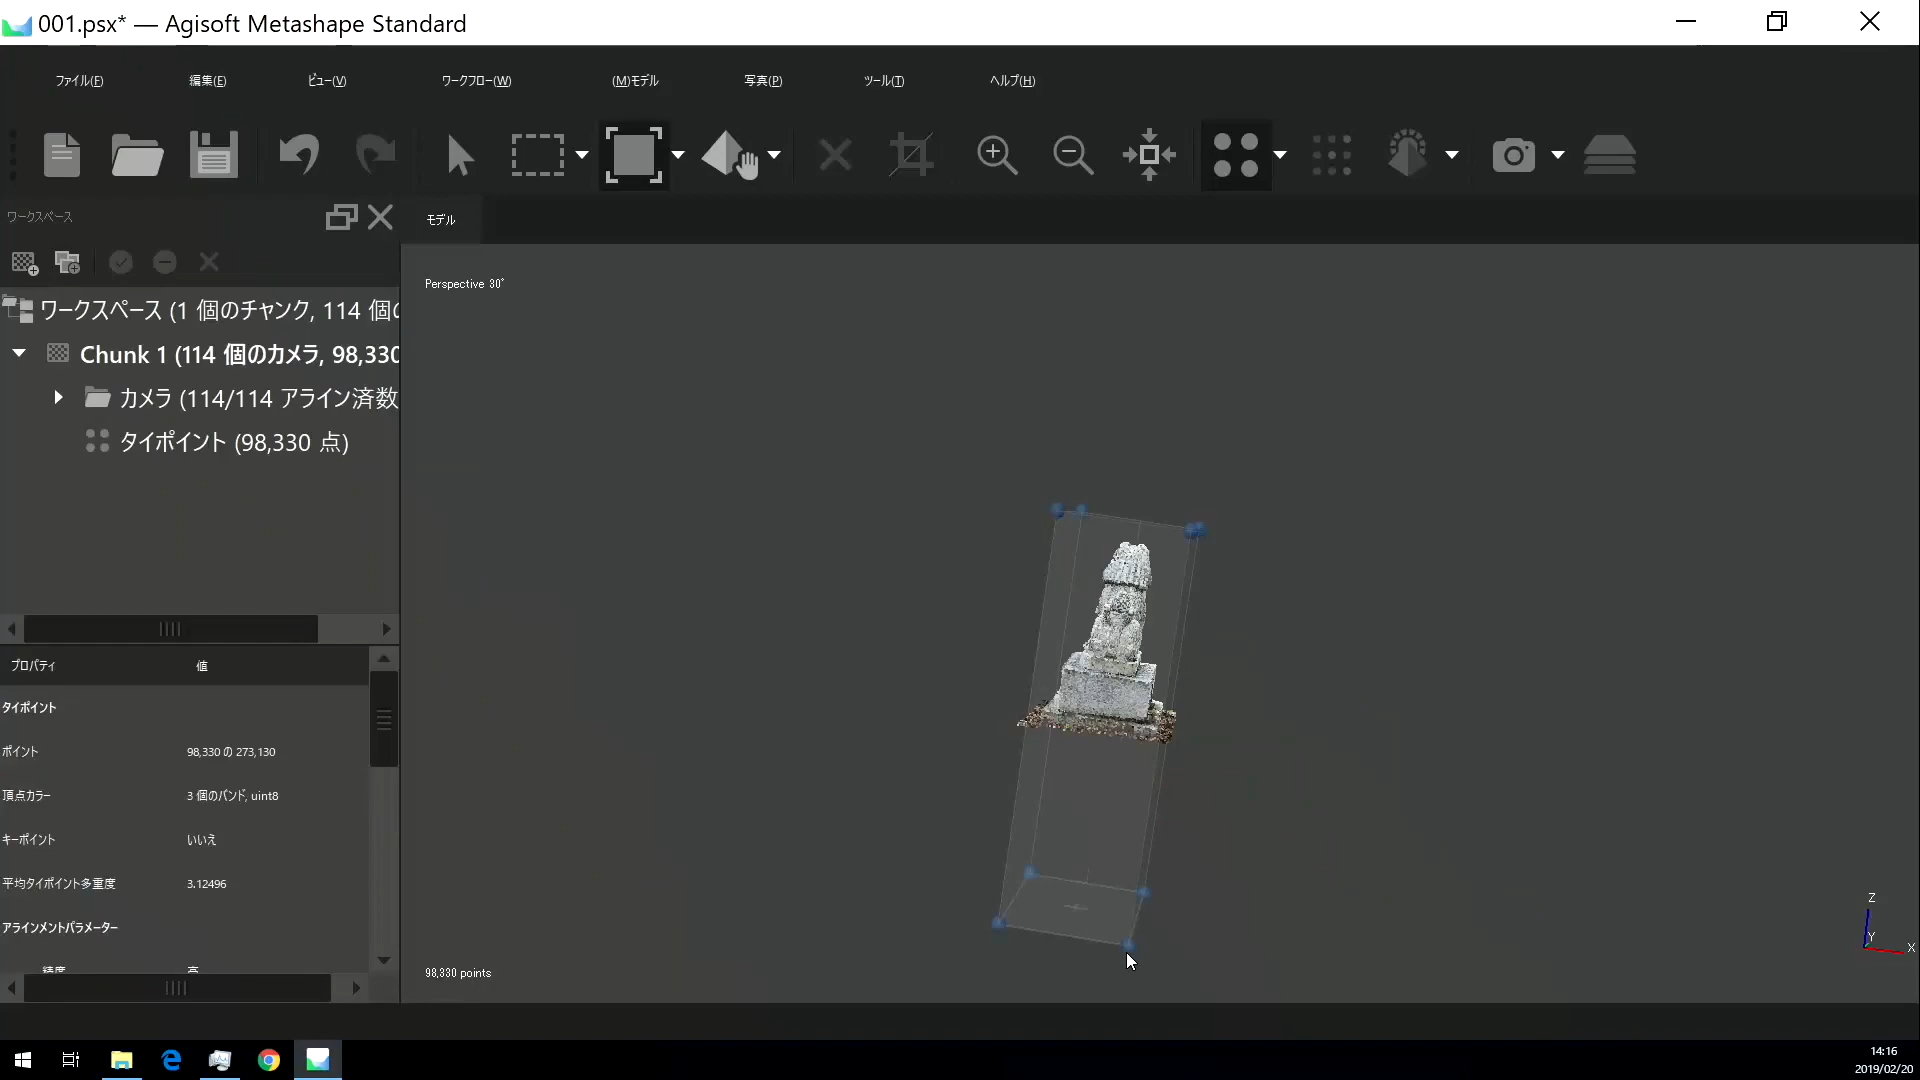 001.psx* — Agisoft Metashape Standard
ファイル(F) 編集(E) ビュー(V) ワークフロー(W) (M)モデル 写真(P) ツール(T) ヘルプ(H)
ワークスペース
モデル
Perspective 30°
ワークスペース (1 個のチャンク, 114 個の
Chunk 1 (114 個のカメラ, 98,330
カメラ (114/114 アライン済数
タイポイント (98,330 点)
プロパティ 値
タイポイント
ポイント 98,330 の 273,130
頂点カラー 3 個のバンド, uint8
キーポイント いいえ
平均タイポイント多重度 3.12496
アラインメントパラメーター
精度 高
98,330 points
Z
Y
X
14:16
2019/02/20